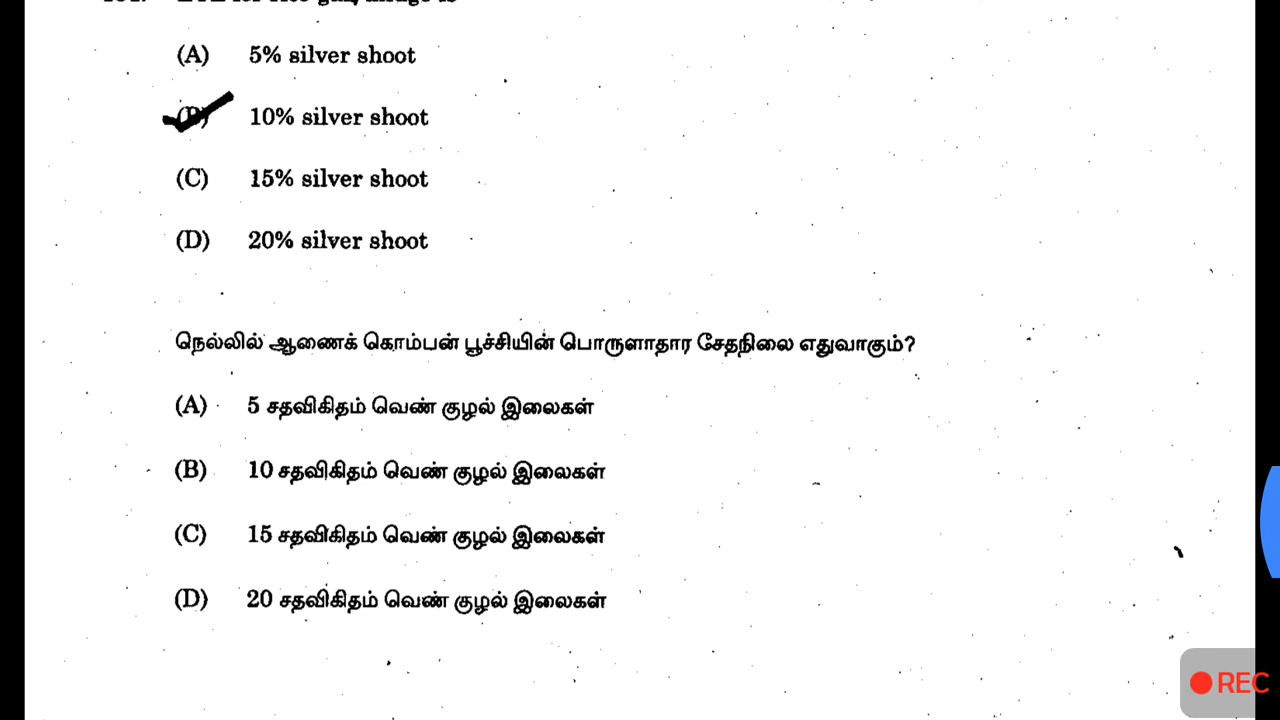 (A) 5% silver shoot
(B) 10% silver shoot
(C) 15% silver shoot
(D) 20% silver shoot
நெல்லில் ஆணைக் கொம்பன் பூச்சியின் பொருளாதார சேதநிலை எதுவாகும்?
(A) 5 சதவிகிதம் வெண் குழல் இலைகள்
(B) 10 சதவிகிதம் வெண் குழல் இலைகள்
(C) 15 சதவிகிதம் வெண் குழல் இலைகள்
(D) 20 சதவிகிதம் வெண் குழல் இலைகள்
REC